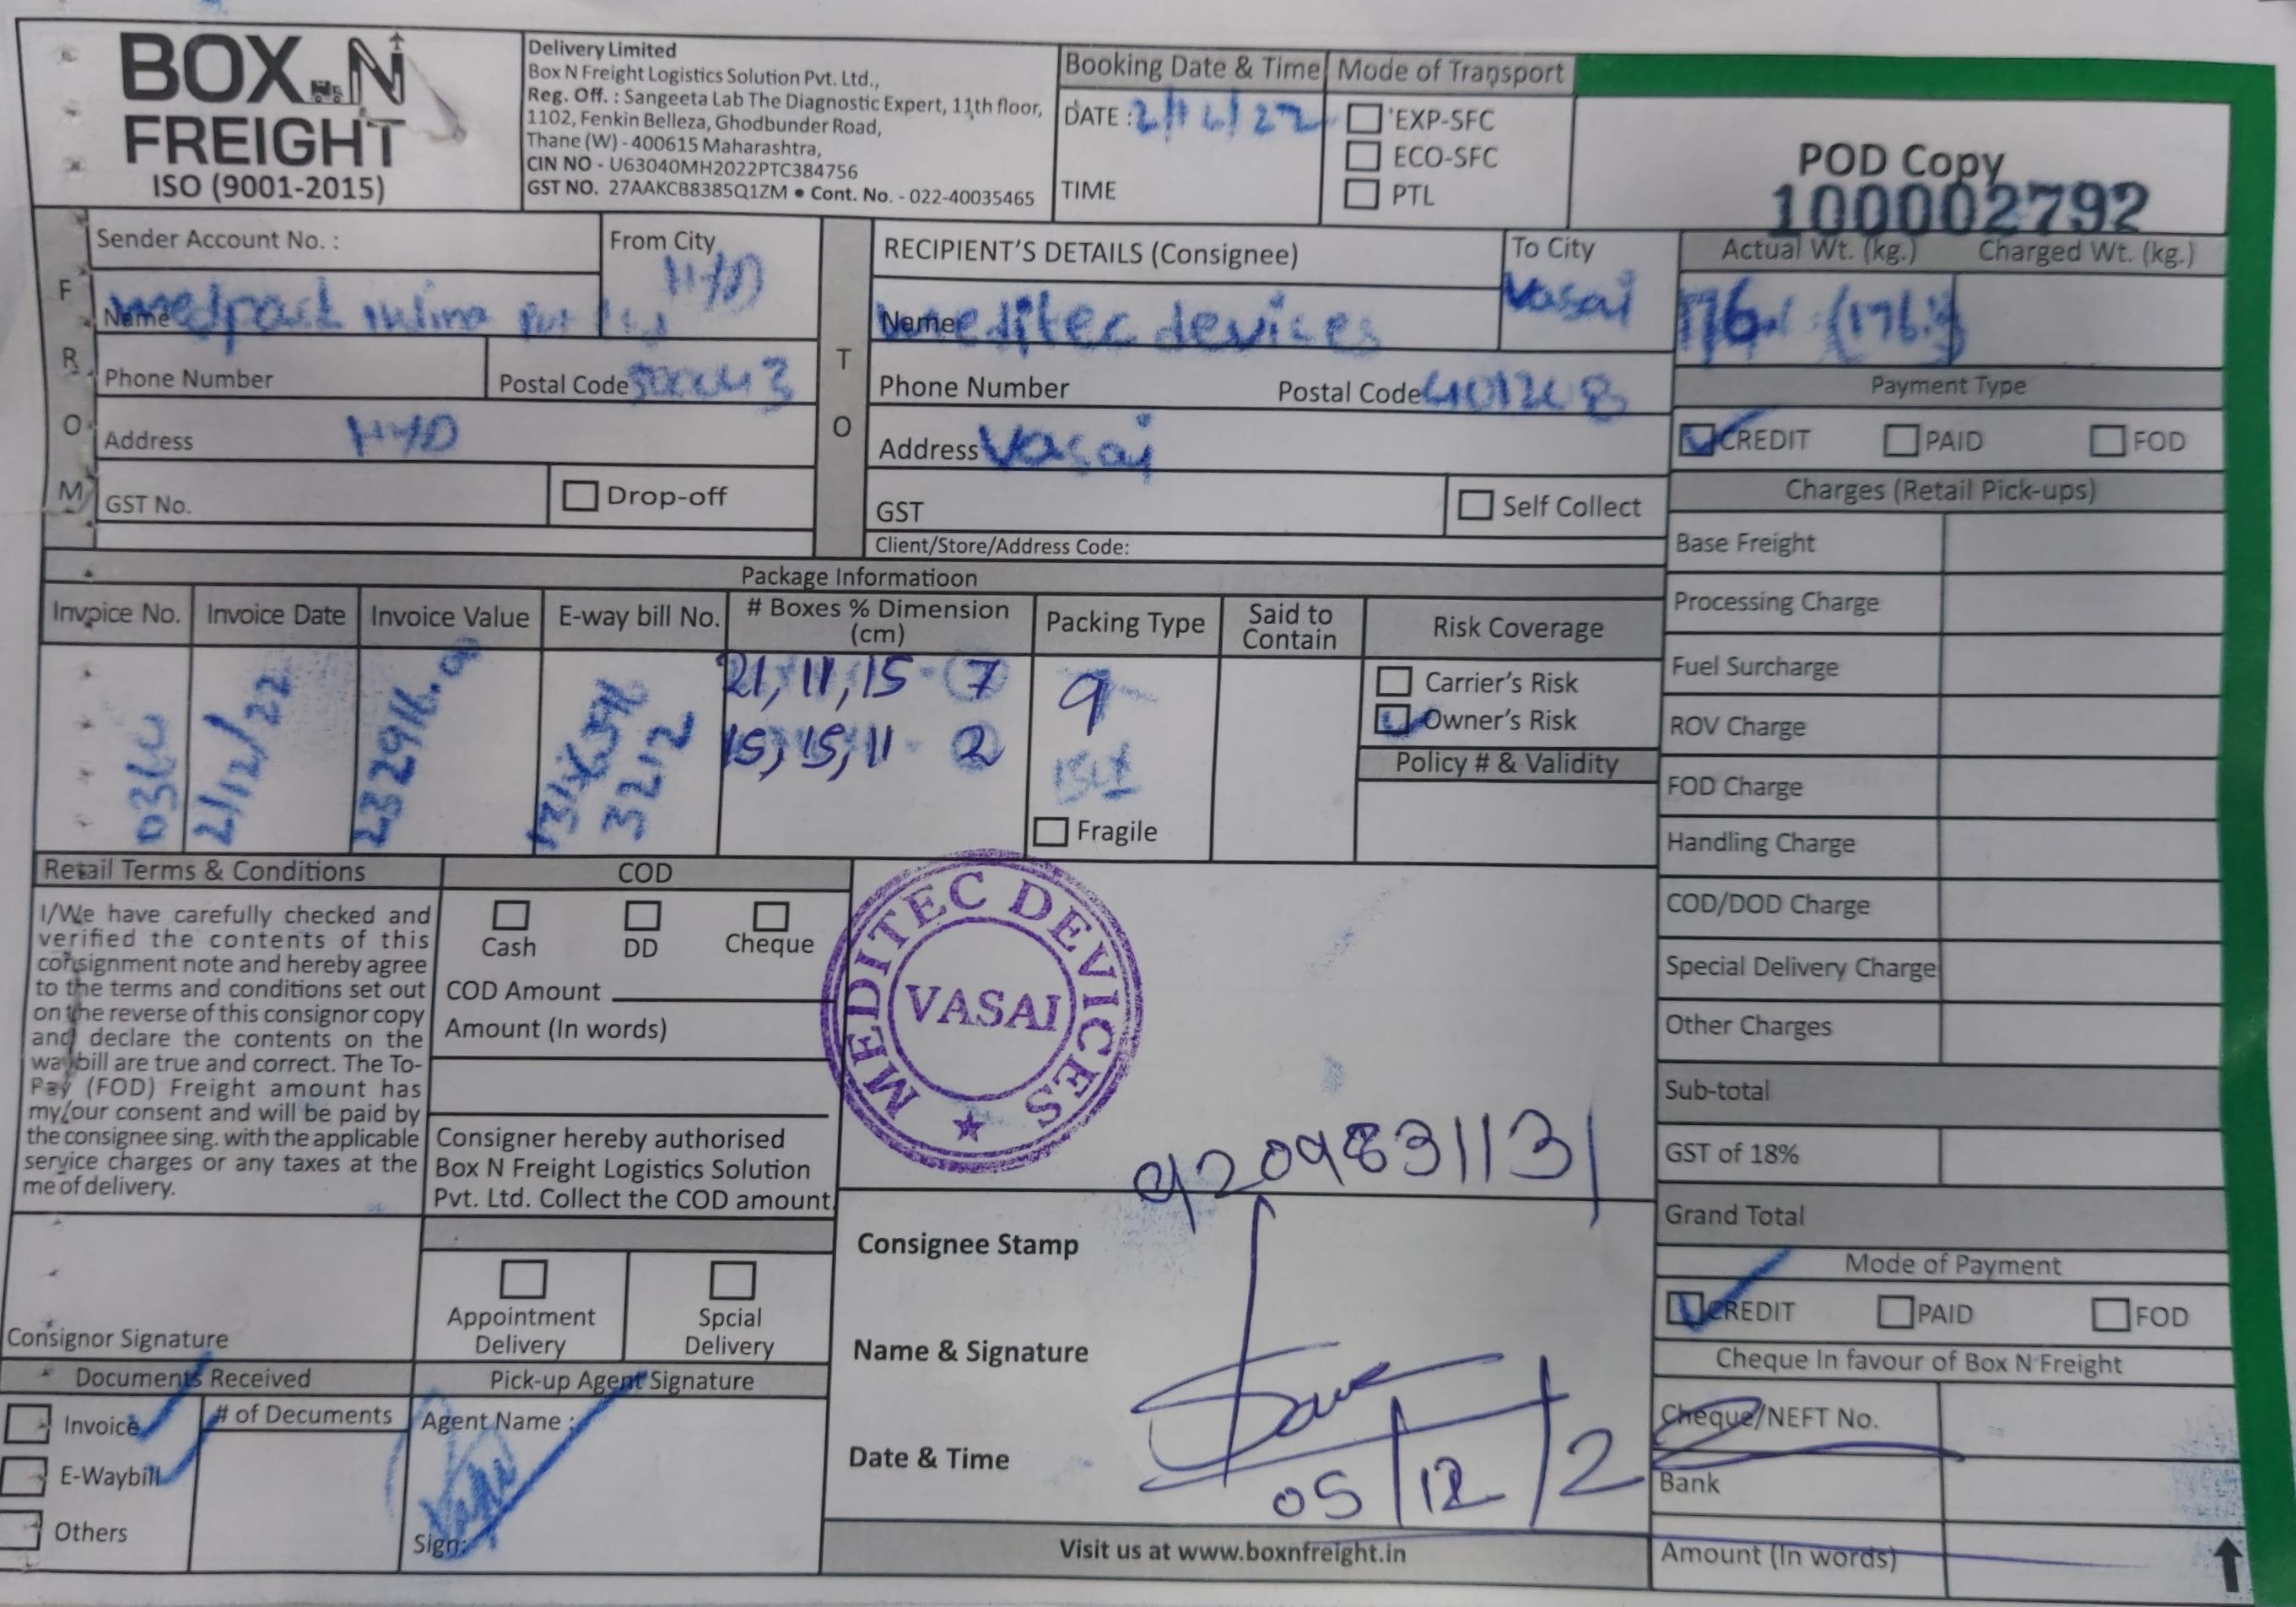 BOX N
FREIGHT
ISO (9001-2015)
Delivery Limited
Box N Freight Logistics Solution Pvt. Ltd.,
Reg. Off. : Sangeeta Lab The Diagnostic Expert, 11th floor,
1102, Fenkin Belleza, Ghodbunder Road,
Thane (W) - 400615 Maharashtra,
CIN NO - U63040MH2022PTC384756
GST NO. 27AAKCB8385Q1ZM • Cont. No. - 022-40035465
Booking Date & Time
DATE :
TIME
Mode of Transport
EXP-SFC
ECO-SFC
PTL
POD Copy
100002792
FROM
Sender Account No. :
From City
HYD
Name
Phone Number
Postal Code
Address HYD
GST No.
Drop-off
TO
RECIPIENT'S DETAILS (Consignee)
To City
Vasai
Name meditec devices
Phone Number
Postal Code
Address Vasai
GST
Self Collect
Client/Store/Address Code:
Actual Wt. (kg.)
Charged Wt. (kg.)
Payment Type
CREDIT
PAID
FOD
Charges (Retail Pick-ups)
Base Freight
Processing Charge
Fuel Surcharge
ROV Charge
FOD Charge
Handling Charge
COD/DOD Charge
Special Delivery Charge
Other Charges
Sub-total
GST of 18%
Grand Total
Mode of Payment
CREDIT
PAID
FOD
Cheque In favour of Box N Freight
Cheque/NEFT No.
Bank
Amount (In words)
Package Informatioon
Invoice No.
Invoice Date
2/12/22
Invoice Value
E-way bill No.
3212
# Boxes % Dimension
(cm)
21, 11, 15 - 7
15, 15, 11 - 2
Packing Type
9
Fragile
Said to
Contain
Risk Coverage
Carrier's Risk
Owner's Risk
Policy # & Validity
Retail Terms & Conditions
I/We have carefully checked and
verified the contents of this
consignment note and hereby agree
to the terms and conditions set out
on the reverse of this consignor copy
and declare the contents on the
waybill are true and correct. The To-
Pay (FOD) Freight amount has
my/our consent and will be paid by
the consignee sing. with the applicable
service charges or any taxes at the
me of delivery.
Consignor Signature
COD
Cash
DD
Cheque
COD Amount
Amount (In words)
Consigner hereby authorised
Box N Freight Logistics Solution
Pvt. Ltd. Collect the COD amount
Appointment
Delivery
Spcial
Delivery
MEDITEC DEVICES
VASAI
9209831131
Consignee Stamp
Name & Signature
Date & Time
05/12/22
Documents Received
Invoice
E-Waybill
Others
# of Decuments
Pick-up Agent Signature
Agent Name :
Sign:
Visit us at www.boxnfreight.in